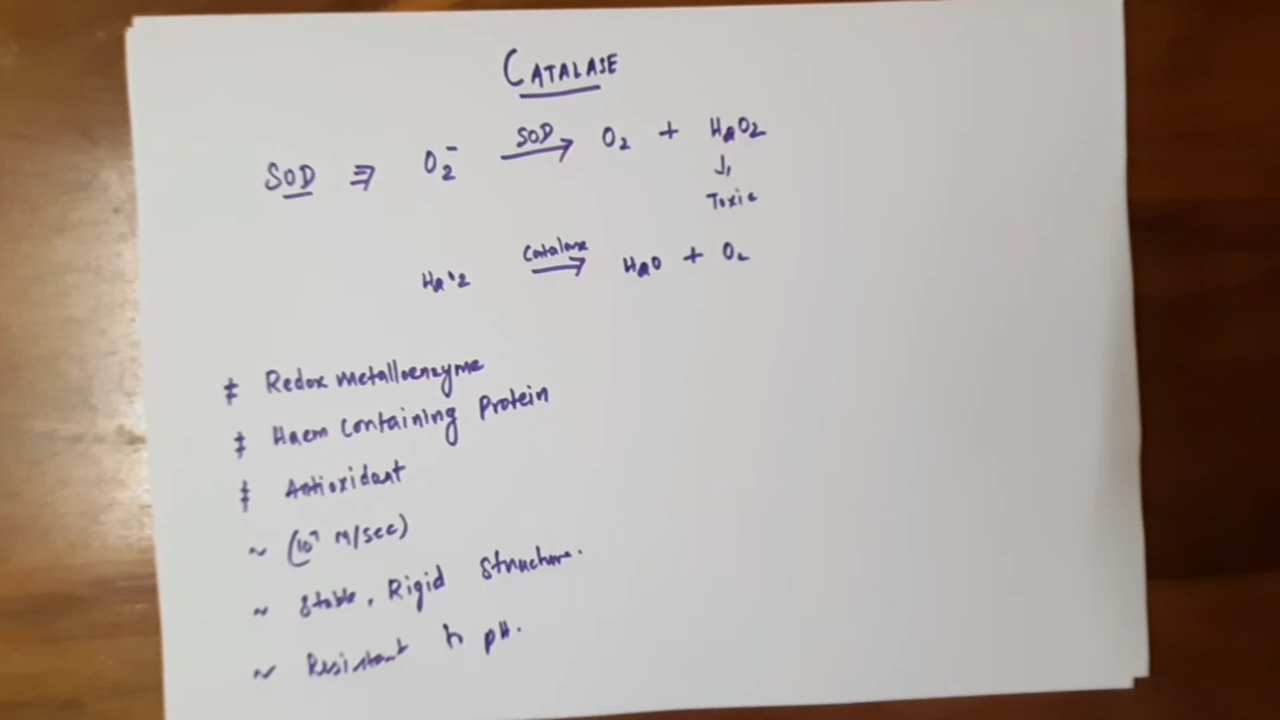 CATALASE
SOD ⇒ O2⁻ SOD → O2 + H2O2
↓
Toxic
H2O2 Catalase → H2O + O2
‡ Redox metalloenzyme
‡ Haem containing protein
‡ Antioxidant
~ (10⁷ M/sec)
~ Stable, Rigid structure.
~ Resistant to pH.